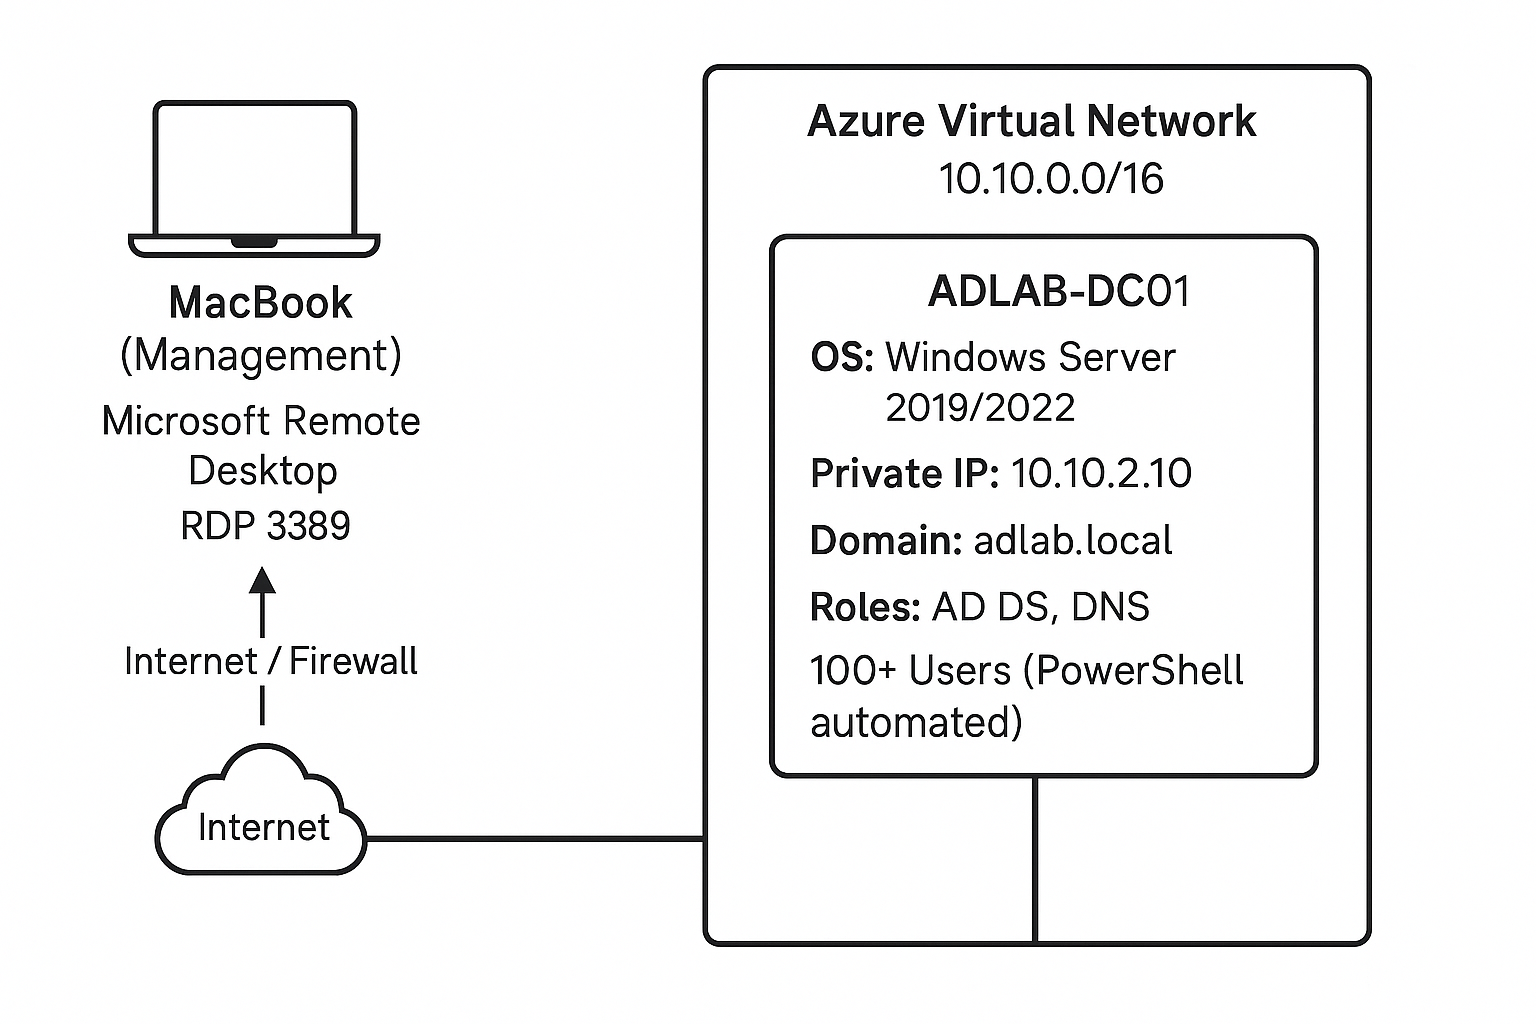 MacBook
(Management)
Microsoft Remote
Desktop
RDP 3389
Internet / Firewall
Internet
Azure Virtual Network
10.10.0.0/16
ADLAB-DC01
OS: Windows Server
2019/2022
Private IP: 10.10.2.10
Domain: adlab.local
Roles: AD DS, DNS
100+ Users (PowerShell
automated)